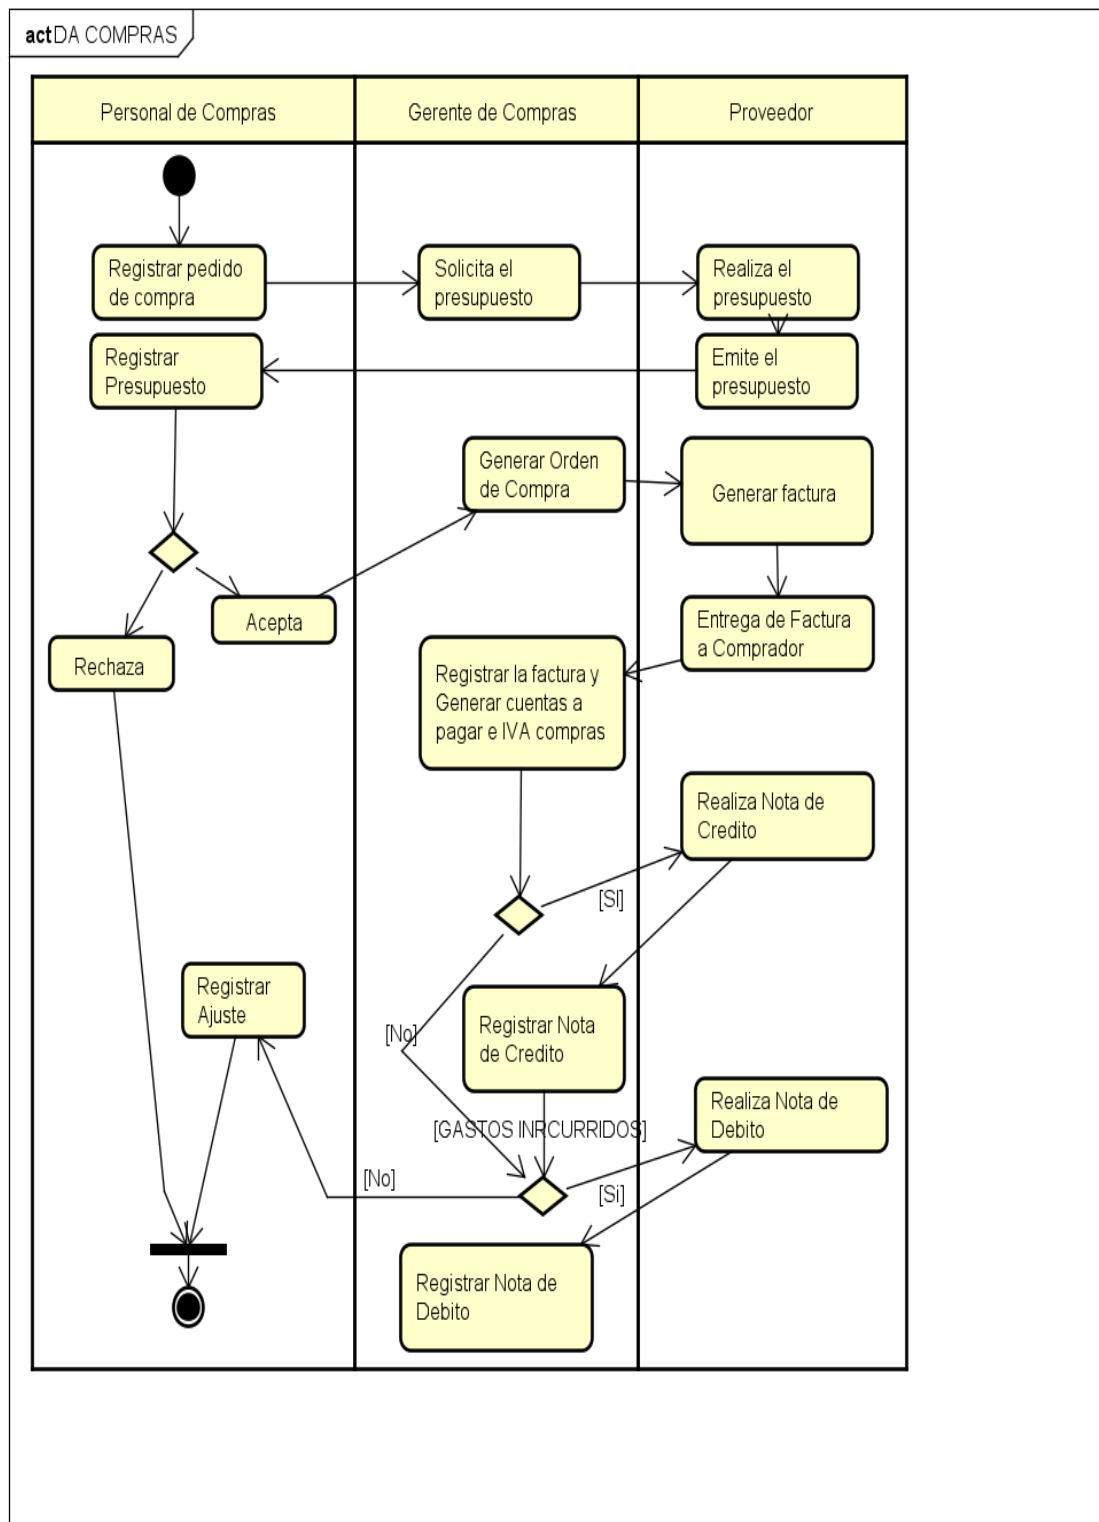 act DA COMPRAS
Personal de Compras
Gerente de Compras
Proveedor
Registrar pedido
de compra
Solicita el
presupuesto
Realiza el
presupuesto
Registrar
Presupuesto
Emite el
presupuesto
Generar Orden
de Compra
Generar factura
Acepta
Rechaza
Entrega de Factura
a Comprador
Registrar la factura y
Generar cuentas a
pagar e IVA compras
Realiza Nota de
Credito
[SI]
Registrar
Ajuste
[No]
Registrar Nota
de Credito
[GASTOS INRCURRIDOS]
Realiza Nota de
Debito
[No]
[Si]
Registrar Nota de
Debito